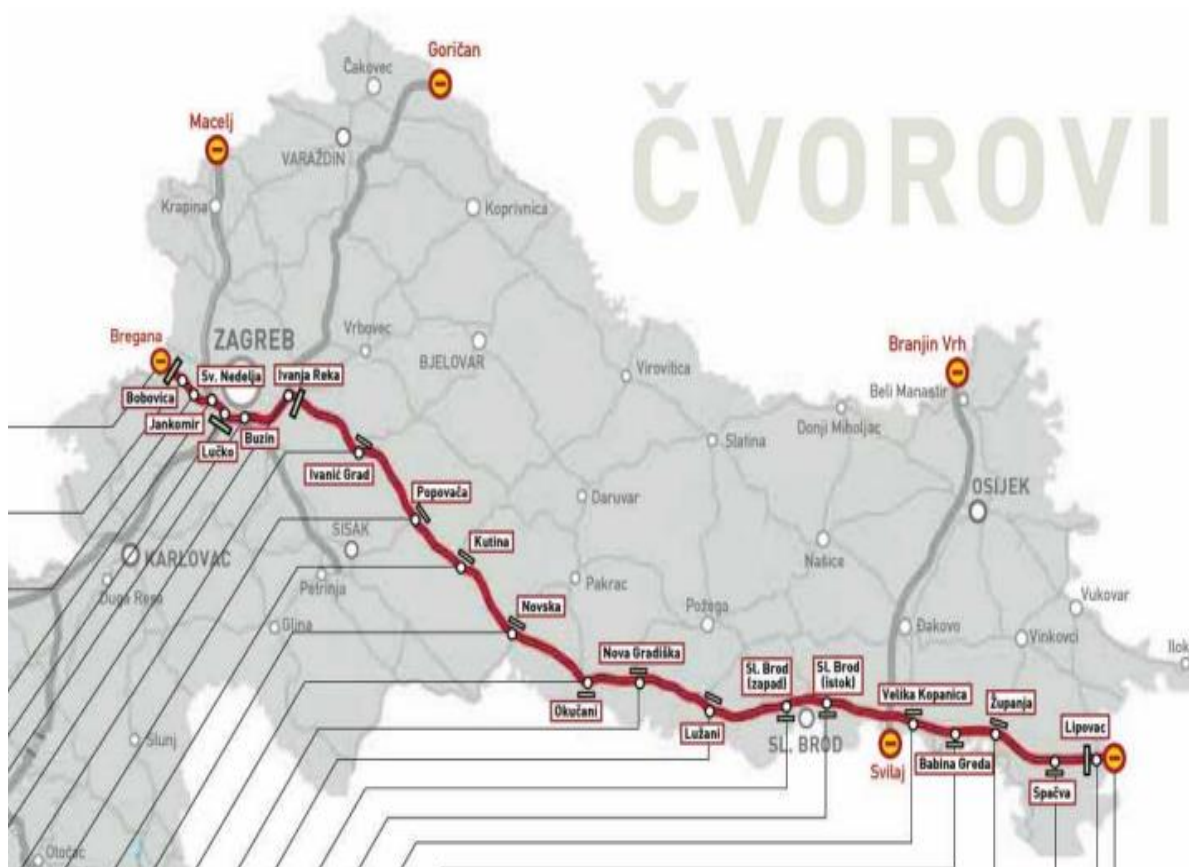 Goričan
Čakovec
ČVOROVI
Macelj
VARAŽDIN
Krapina
Koprivnica
Bregana
ZAGREB
Vrbovec
BJELOVAR
Virovitica
Branjin Vrh
Beli Manastir
Donji Miholjac
Bobovica
Sv. Nedelja
Ivanja Reka
Jankomir
Lučko
Buzin
Ivanić Grad
Slatina
Popovača
Daruvar
OSIJEK
SISAK
Kutina
KARLOVAC
Našice
Duga Resa
Petrinja
Pakrac
Glina
Novska
Požega
Vukovar
Đakovo
Vinkovci
Ilok
Nova Gradiška
Sl. Brod
(zapad)
Sl. Brod
(istok)
Okučani
Lužani
SL. BROD
Velika Kopanica
Županja
Lipovac
Slunj
Svilaj
Babina Greda
Spačva
Otočac